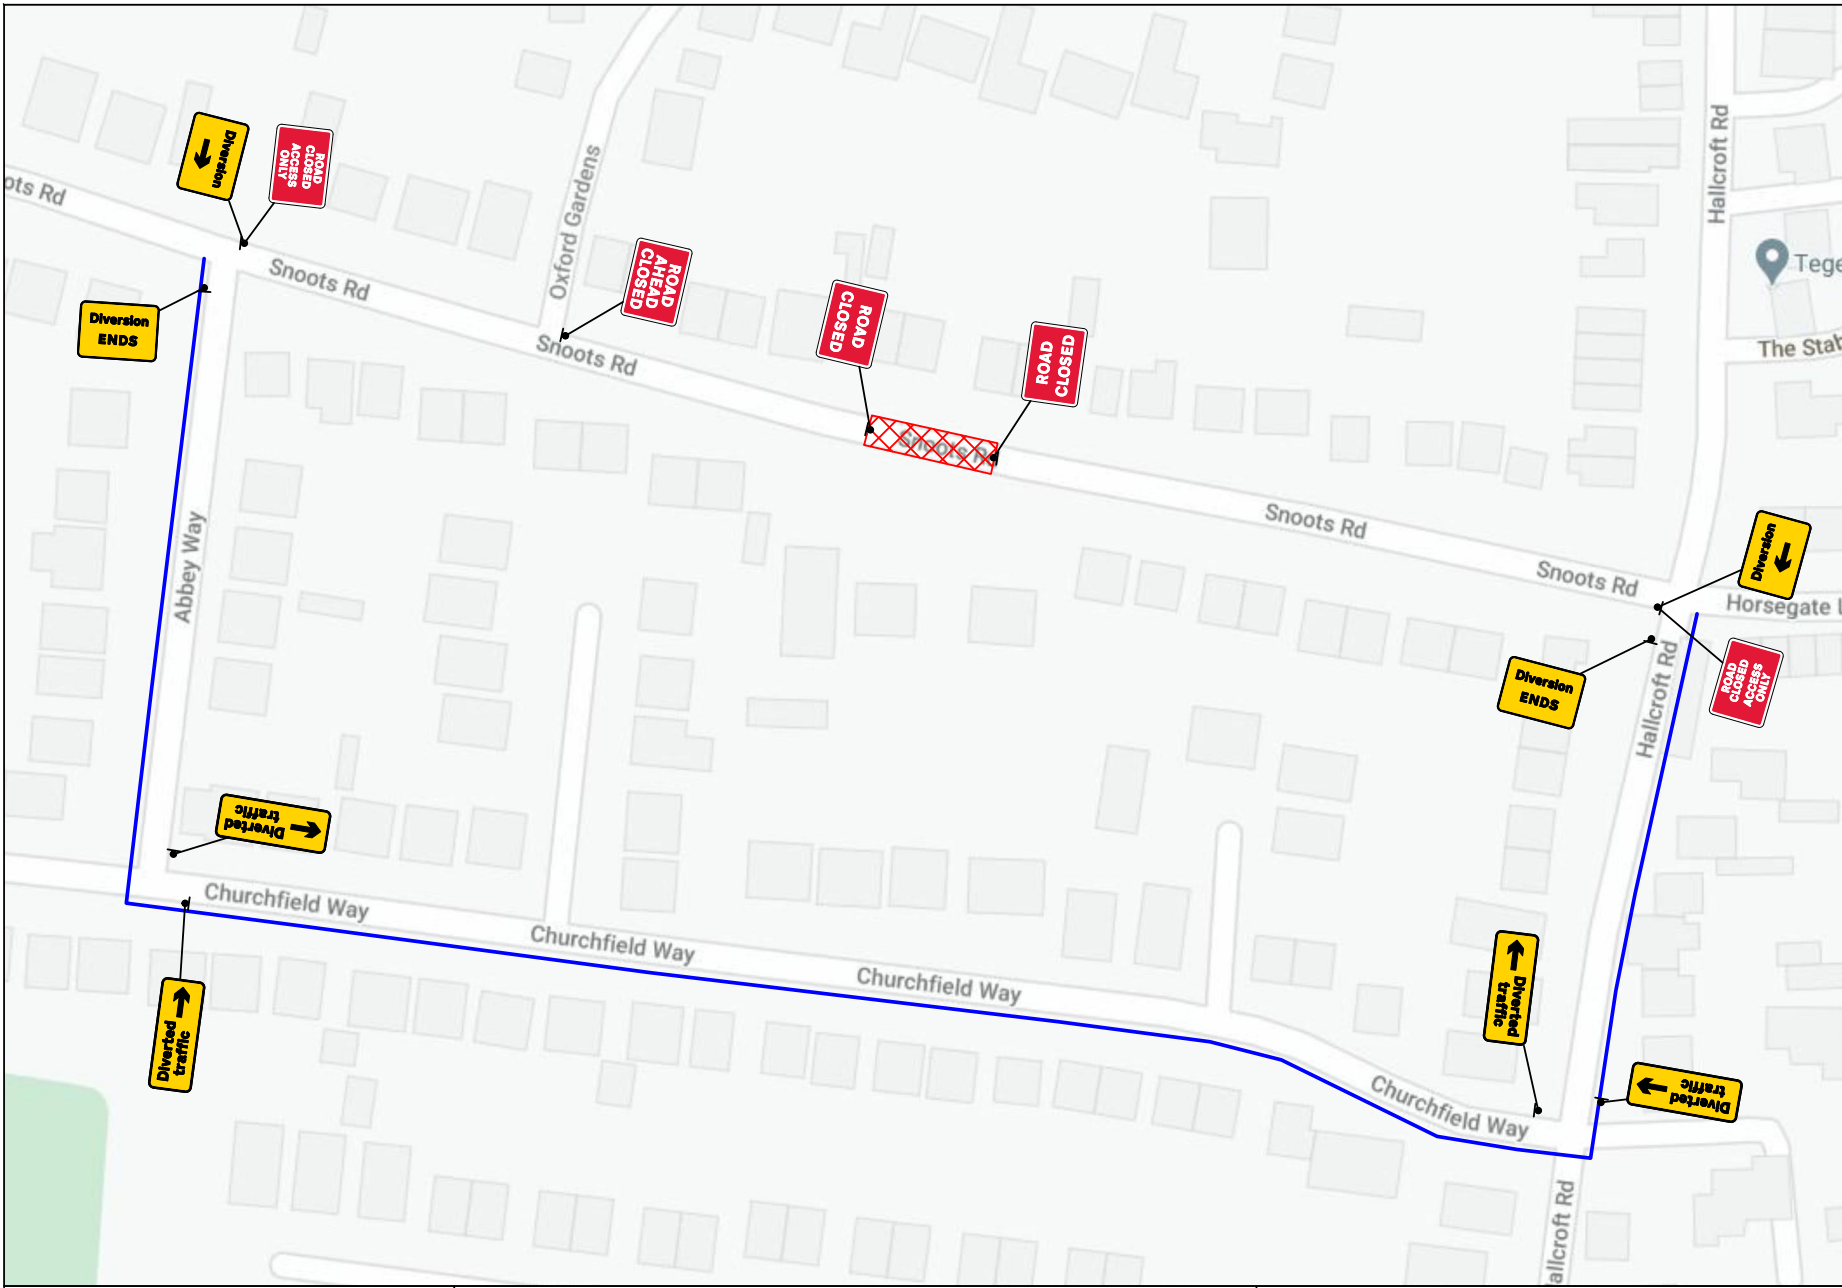 Hallcroft Rd
Diversion
ROAD
CLOSED
ACCESS
ONLY
ots Rd
Oxford Gardens
Snoots Rd
ROAD
AHEAD
CLOSED
Tege
Diversion
ENDS
ROAD
CLOSED
ROAD
CLOSED
The Stab
Snoots Rd
Snoots Rd
Snoots Rd
Abbey Way
Diversion
Snoots Rd
Horsegate L
Diversion
ENDS
Hallcroft Rd
ROAD
CLOSED
ACCESS
ONLY
Diverted
traffic
Churchfield Way
Churchfield Way
Churchfield Way
Diverted
traffic
Diverted
traffic
Churchfield Way
Diverted
traffic
allcroft Rd